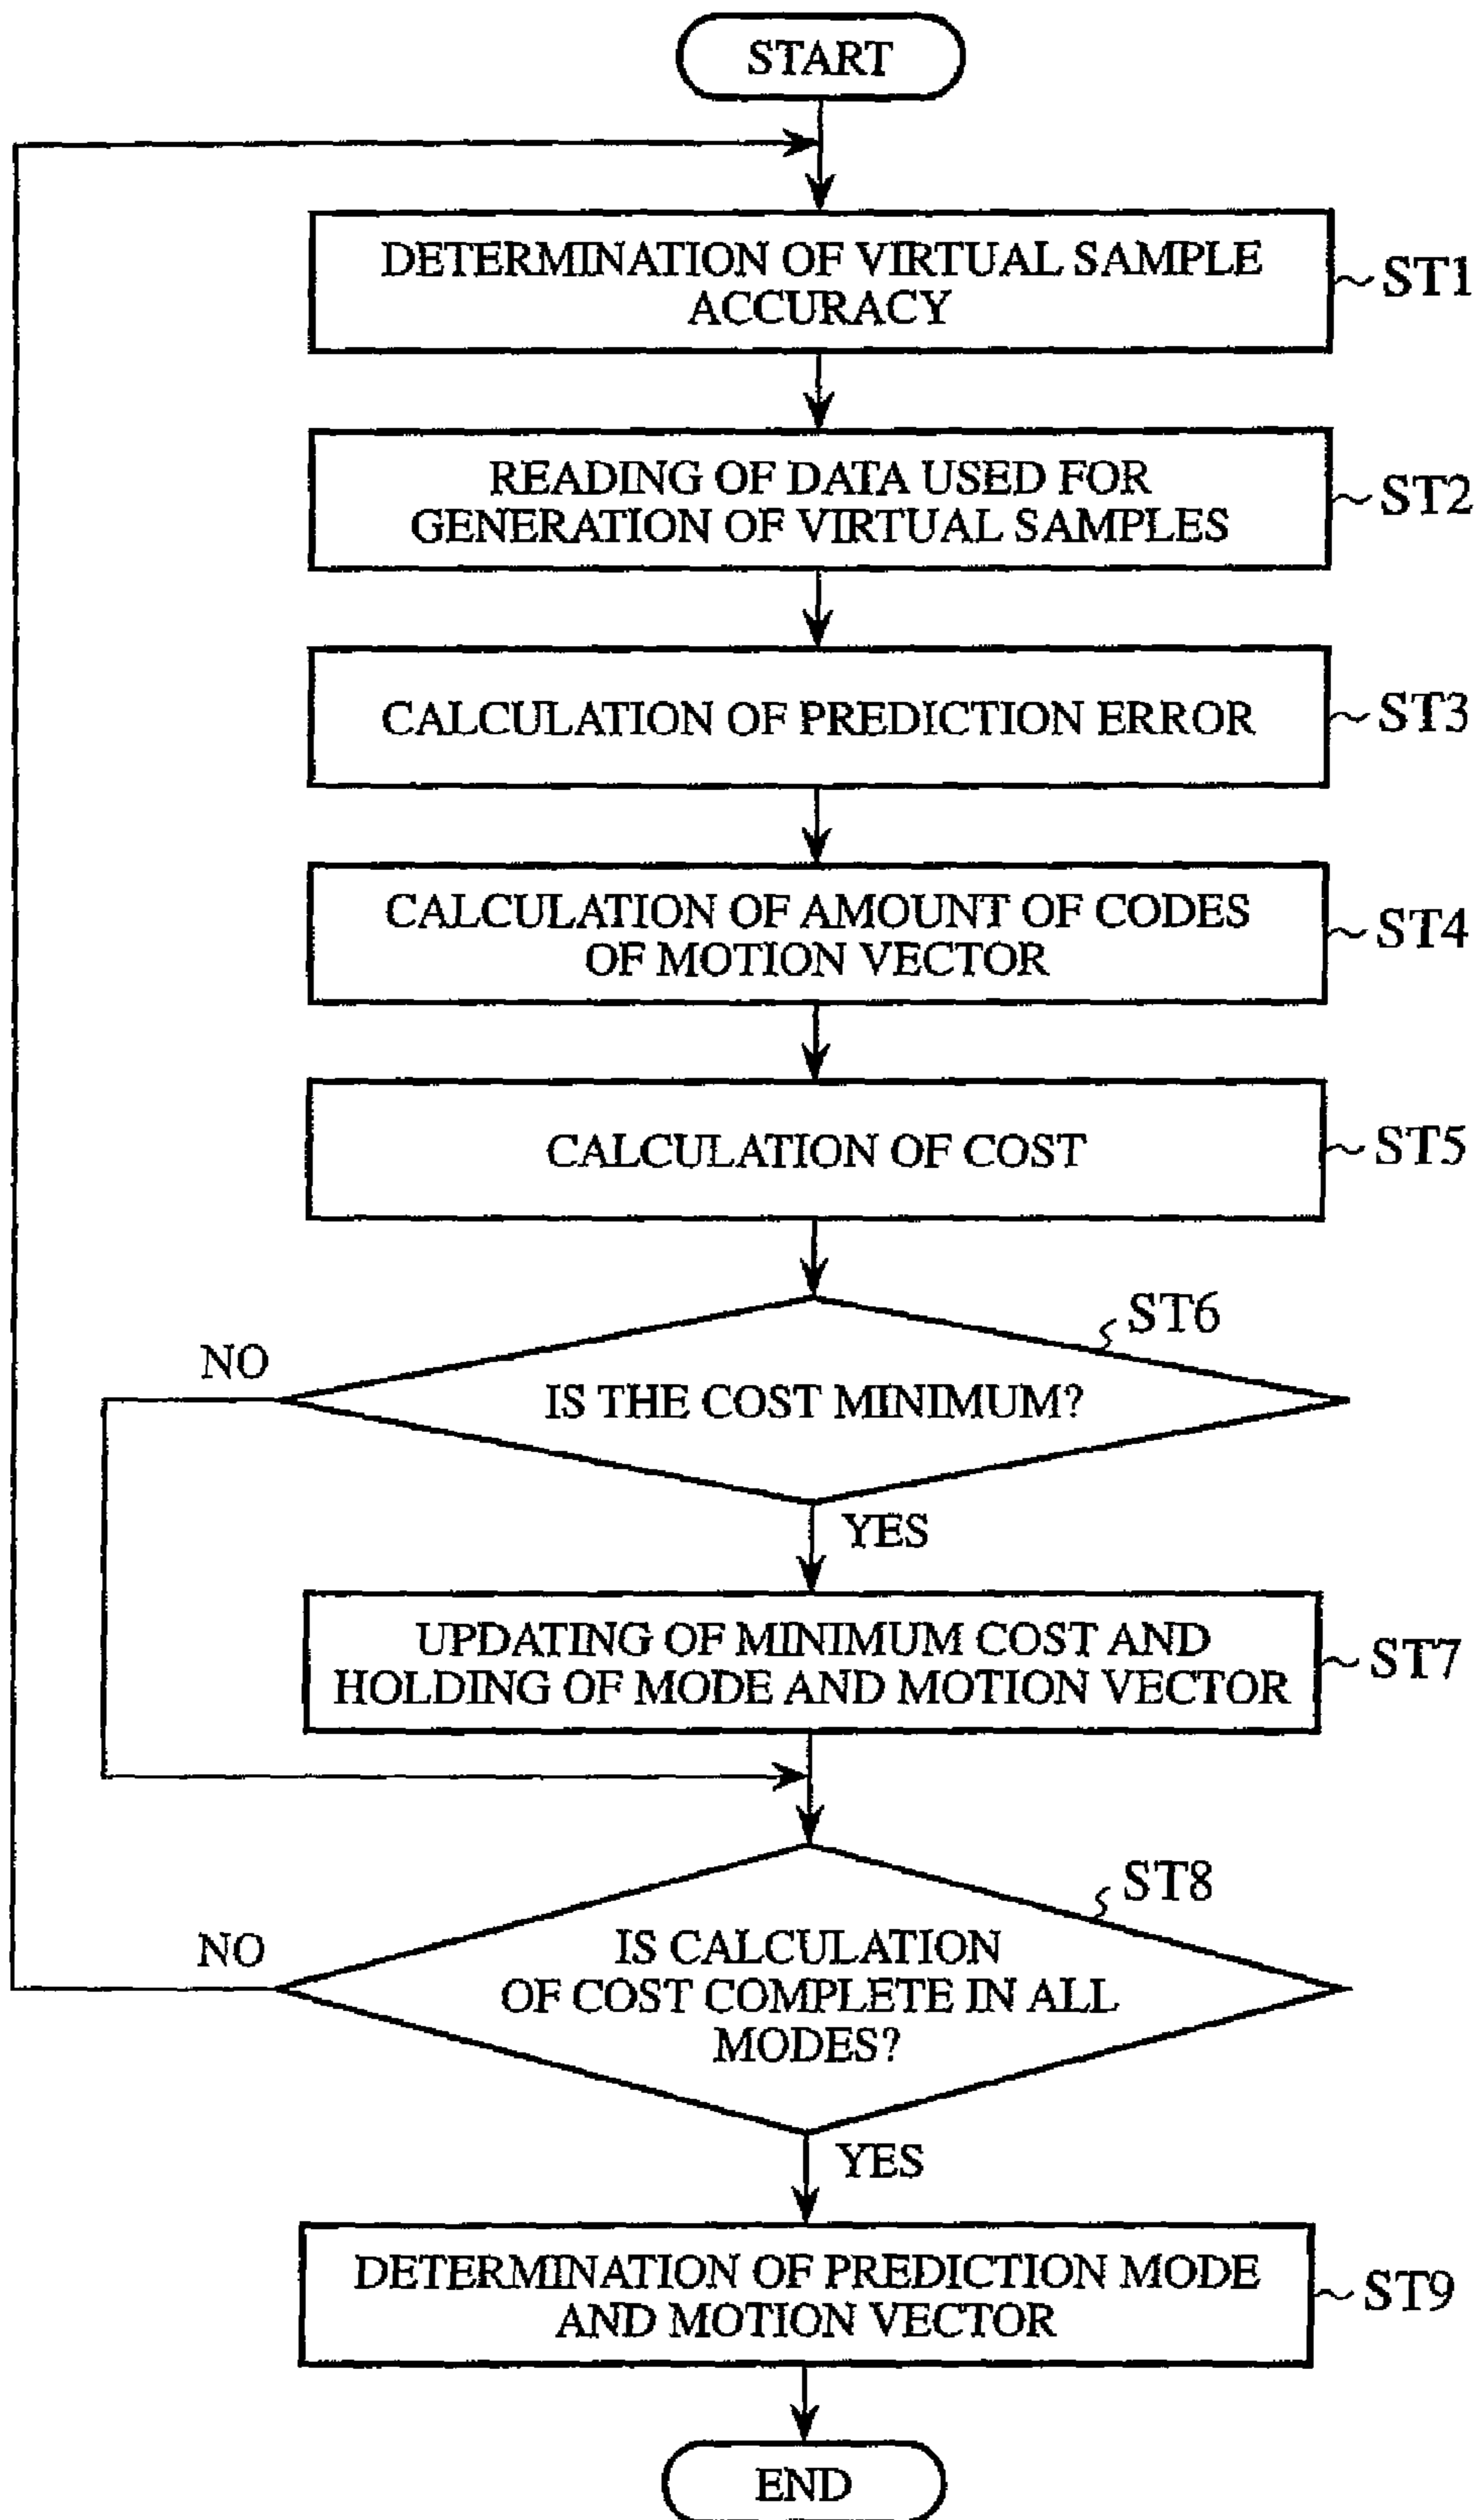 START
DETERMINATION OF VIRTUAL SAMPLE
ACCURACY
ST1
READING OF DATA USED FOR
GENERATION OF VIRTUAL SAMPLES
ST2
CALCULATION OF PREDICTION ERROR
ST3
CALCULATION OF AMOUNT OF CODES
OF MOTION VECTOR
ST4
CALCULATION OF COST
ST5
ST6
NO
IS THE COST MINIMUM?
YES
UPDATING OF MINIMUM COST AND
HOLDING OF MODE AND MOTION VECTOR
ST7
ST8
NO
IS CALCULATION
OF COST COMPLETE IN ALL
MODES?
YES
DETERMINATION OF PREDICTION MODE
AND MOTION VECTOR
ST9
END